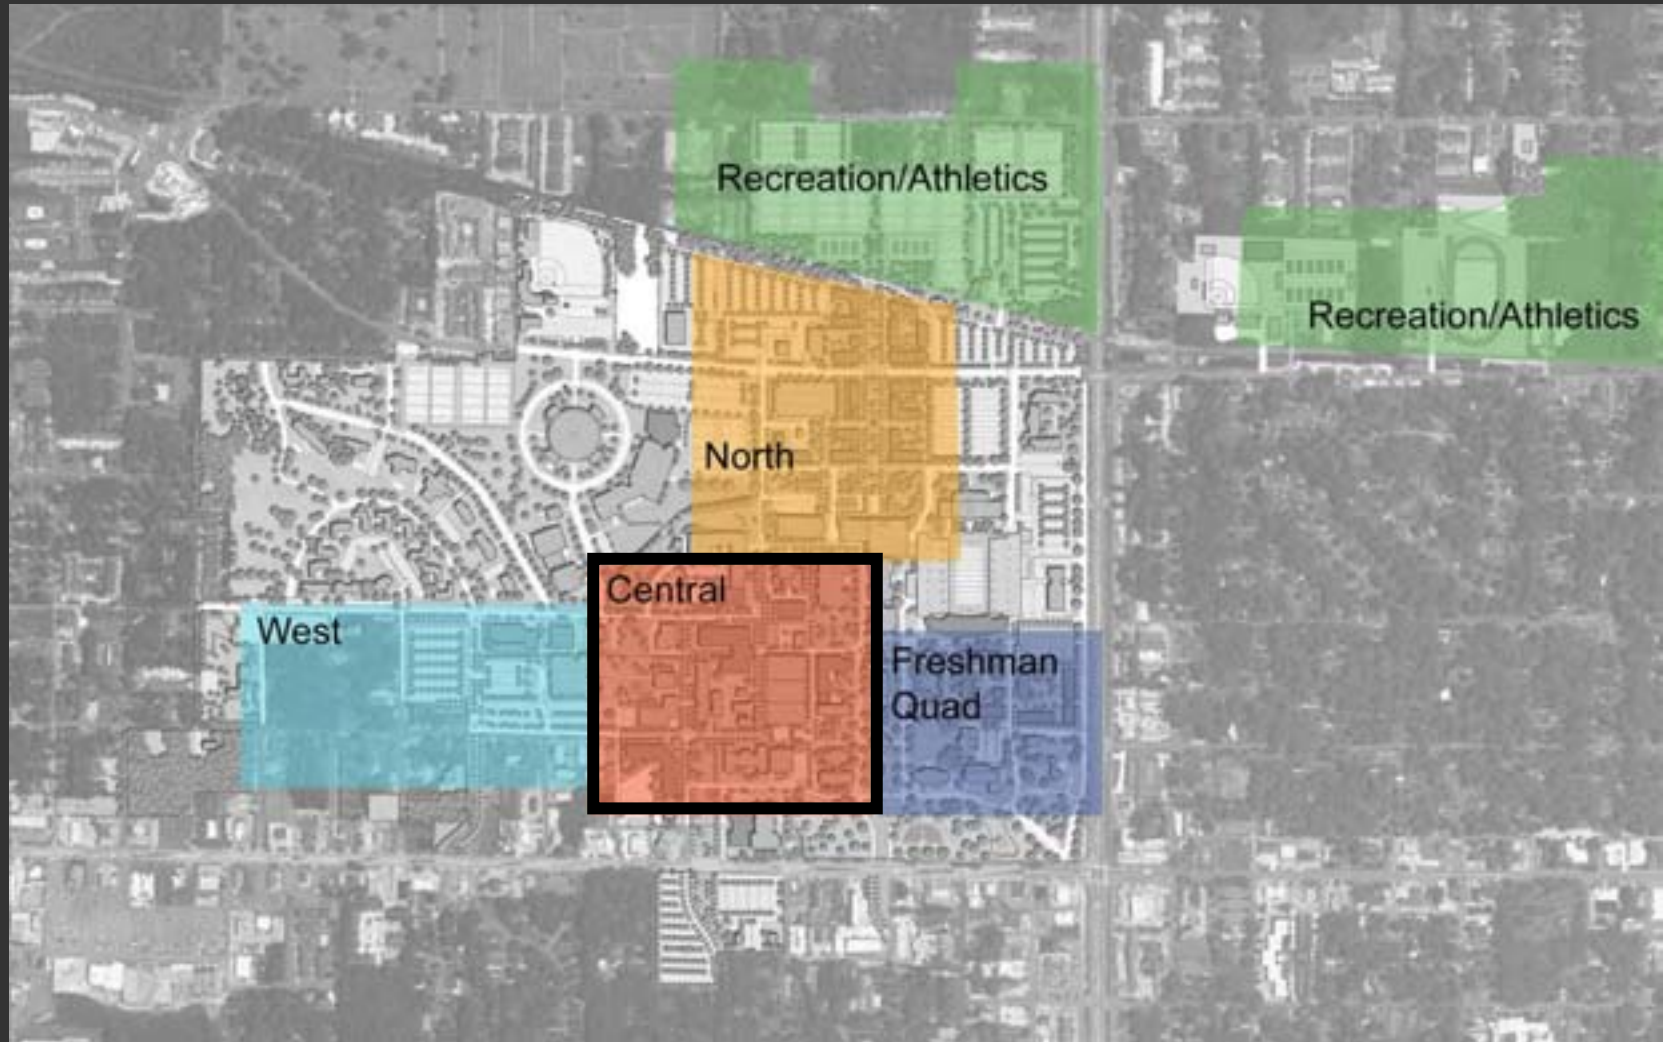 Recreation/Athletics
Recreation/Athletics
North
Central
West
Freshman
Quad